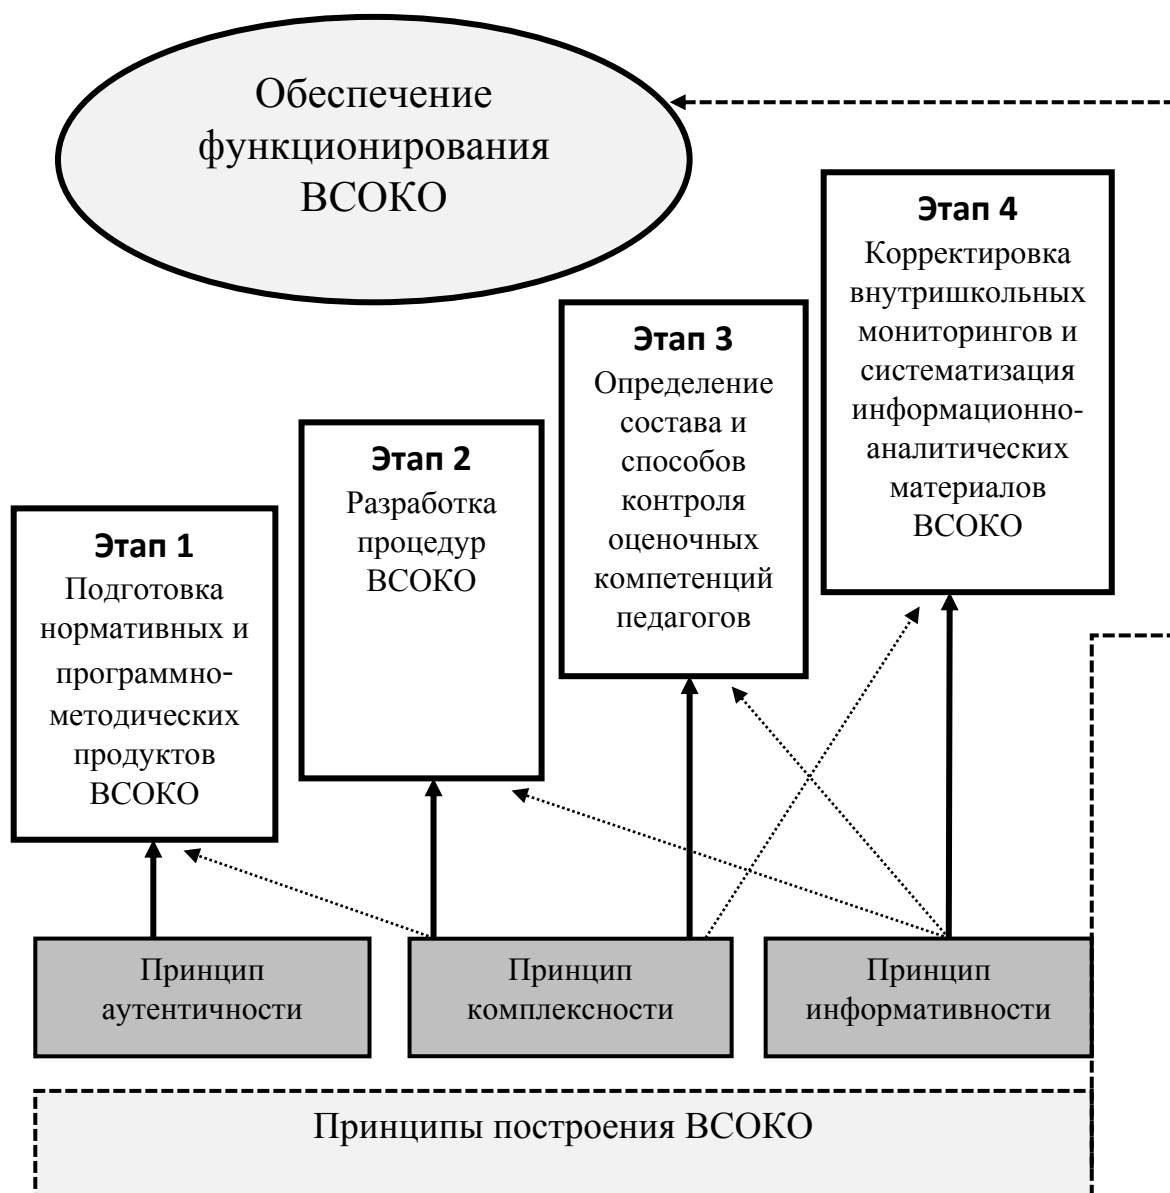 Обеспечение
функционирования
ВСОКО
Этап 1
Подготовка
нормативных и
программно-
методических
продуктов
ВСОКО
Этап 2
Разработка
процедур
ВСОКО
Этап 3
Определение
состава и
способов
контроля
оценочных
компетенций
педагогов
Этап 4
Корректировка
внутришкольных
мониторингов и
систематизация
информационно-
аналитических
материалов
ВСОКО
Принцип
аутентичности
Принцип
комплексности
Принцип
информативности
Принципы построения ВСОКО